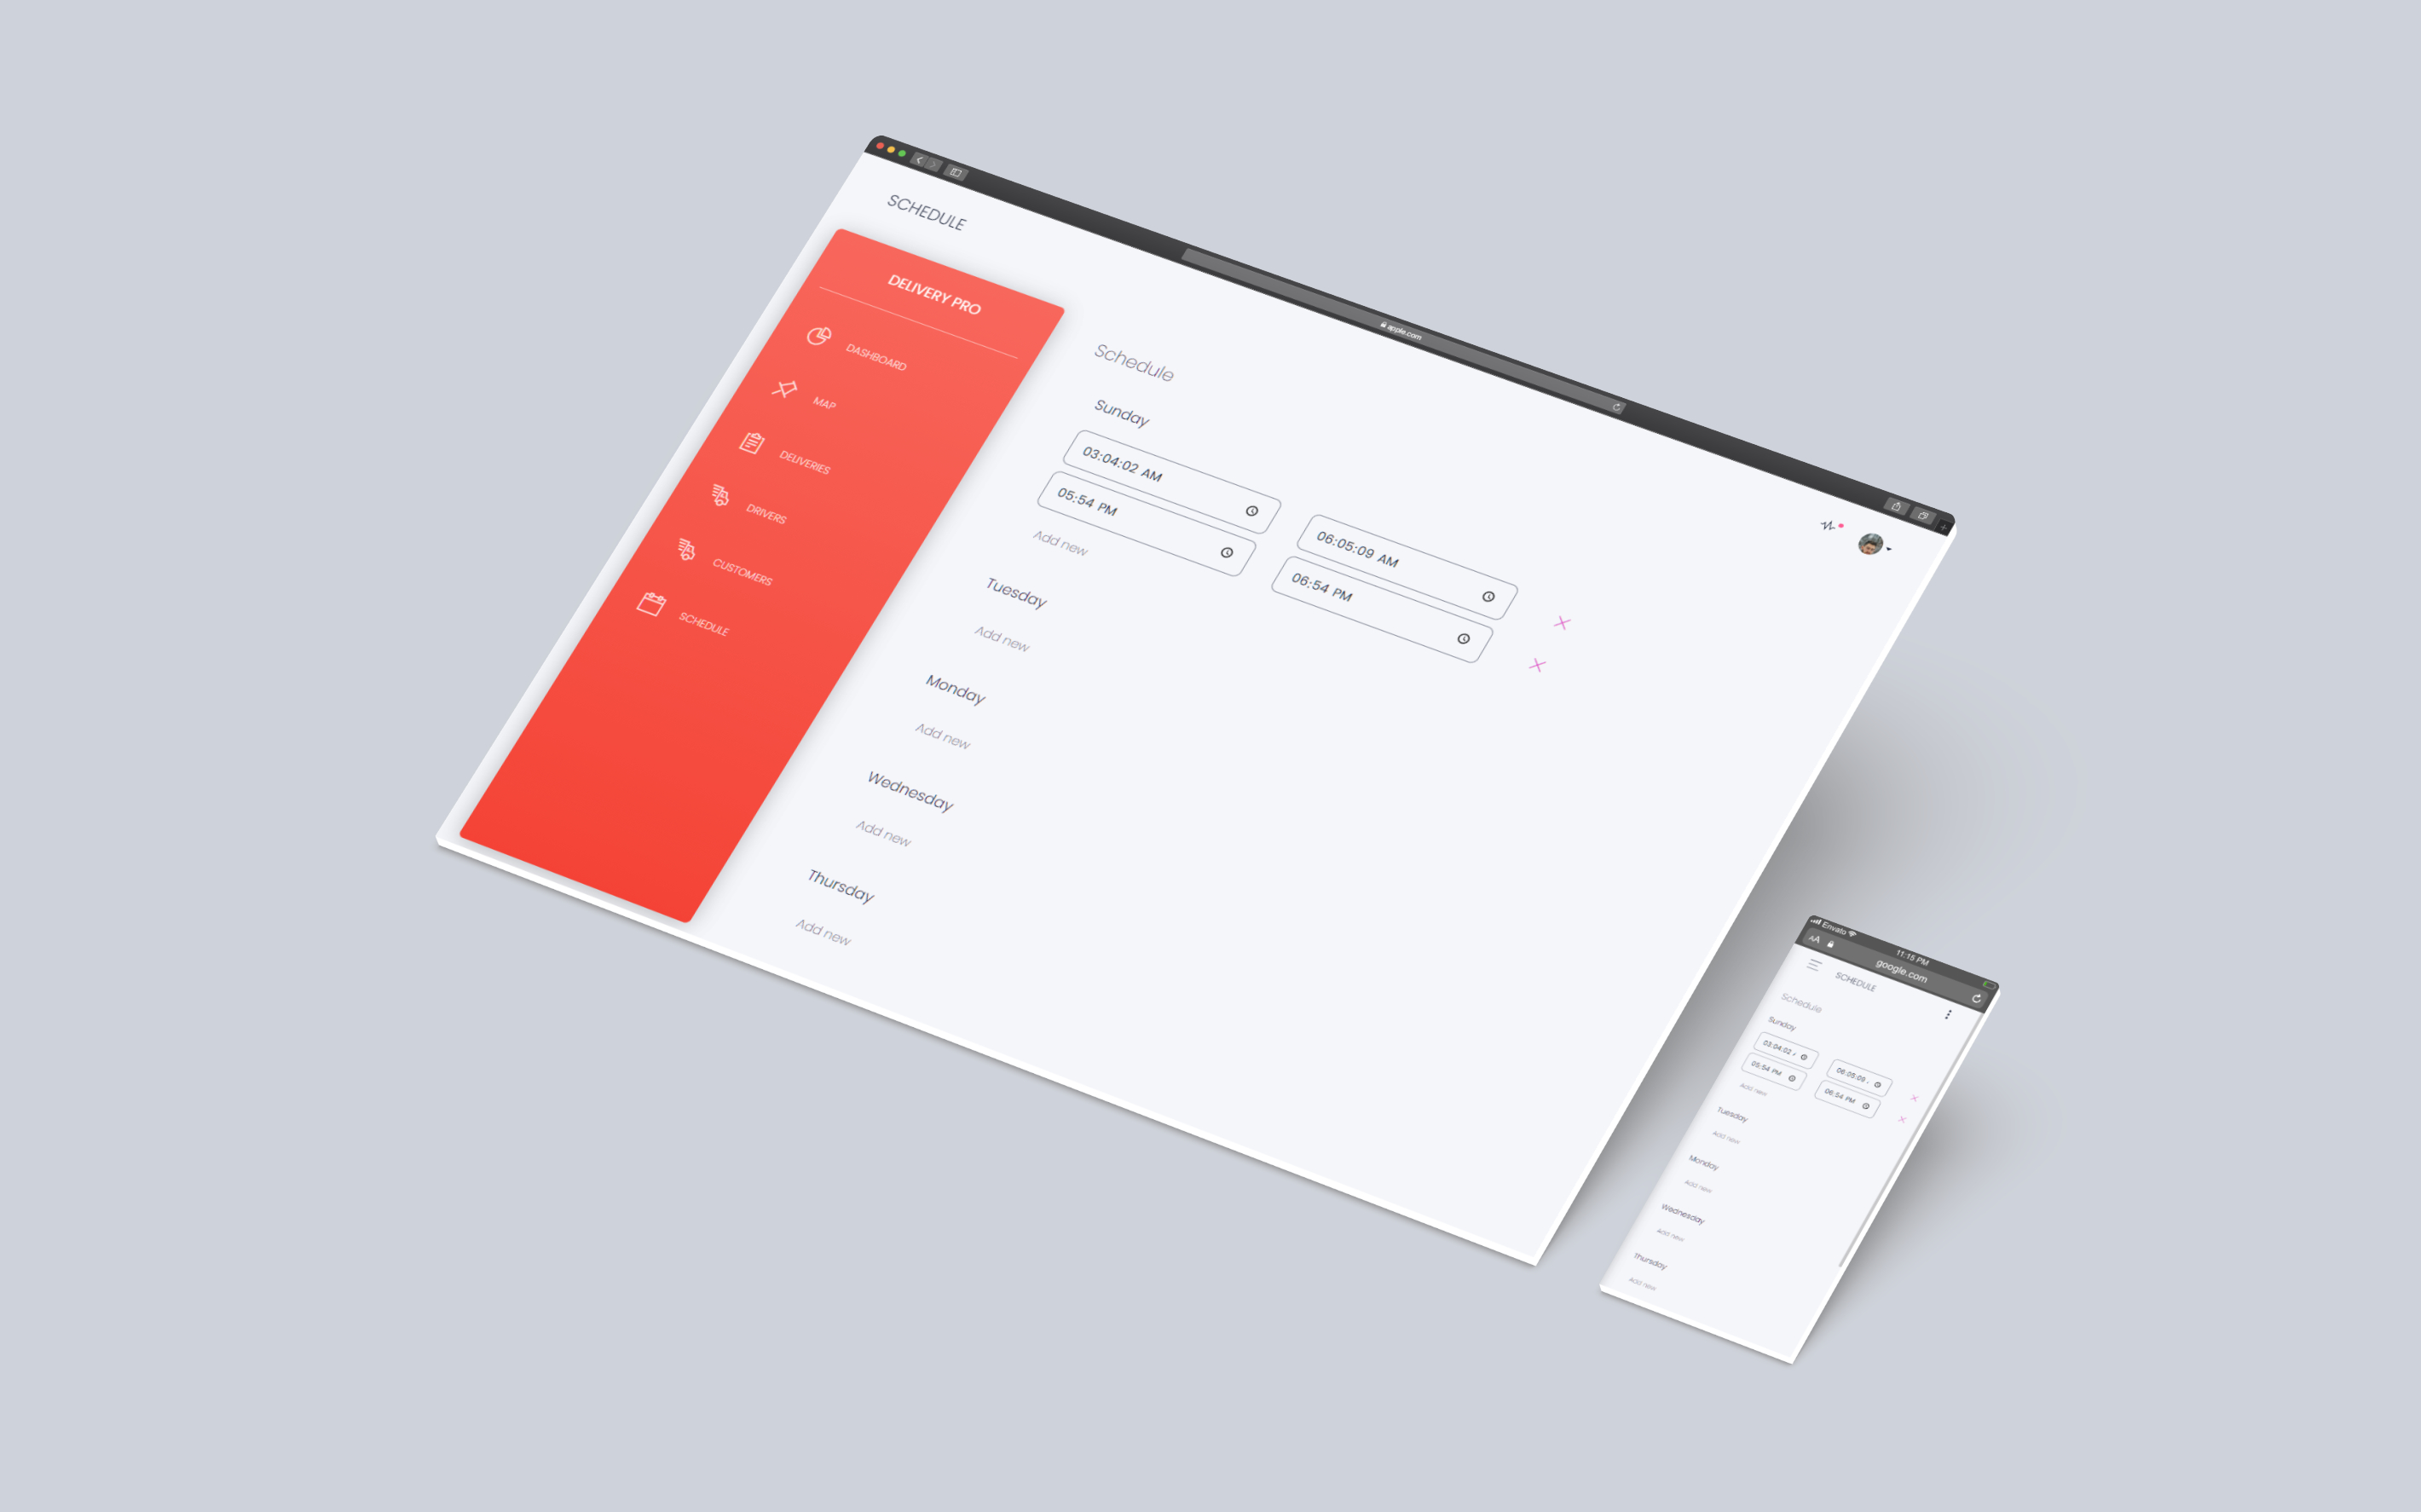 SCHEDULE
apple.com
DELIVERY PRO
DASHBOARD
MAP
DELIVERIES
DRIVERS
CUSTOMERS
SCHEDULE
Schedule
Sunday
03:04:02 AM
06:05:09 AM
05:54 PM
06:54 PM
Add new
Tuesday
Add new
Monday
Add new
Wednesday
Add new
Thursday
Add new
Envato
11:15 PM
AA
google.com
SCHEDULE
Schedule
Sunday
03:04:02
06:05:09
05:54 PM
06:54 PM
Add new
Tuesday
Add new
Monday
Add new
Wednesday
Add new
Thursday
Add new